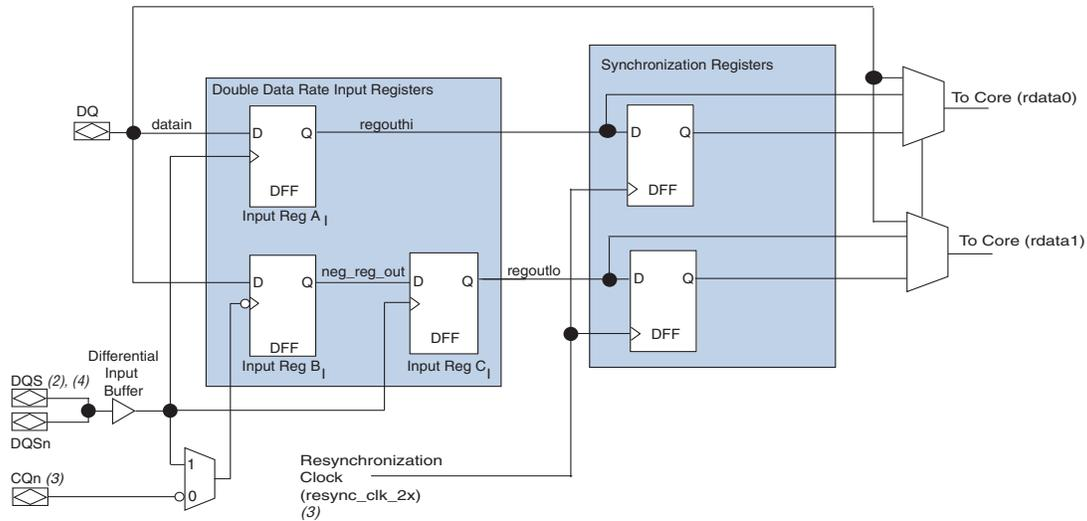 Double Data Rate Input Registers
Synchronization Registers
DQ
datain
D
Q
DFF
Input Reg A I
regouthi
D
Q
DFF
To Core (rdata0)
D
Q
DFF
Input Reg B I
neg_reg_out
D
Q
DFF
Input Reg C I
regoutlo
D
Q
DFF
To Core (rdata1)
Differential
Input
Buffer
DQS (2), (4)
DQSn
CQn (3)
1
0
Resynchronization
Clock
(resync_clk_2x)
(3)